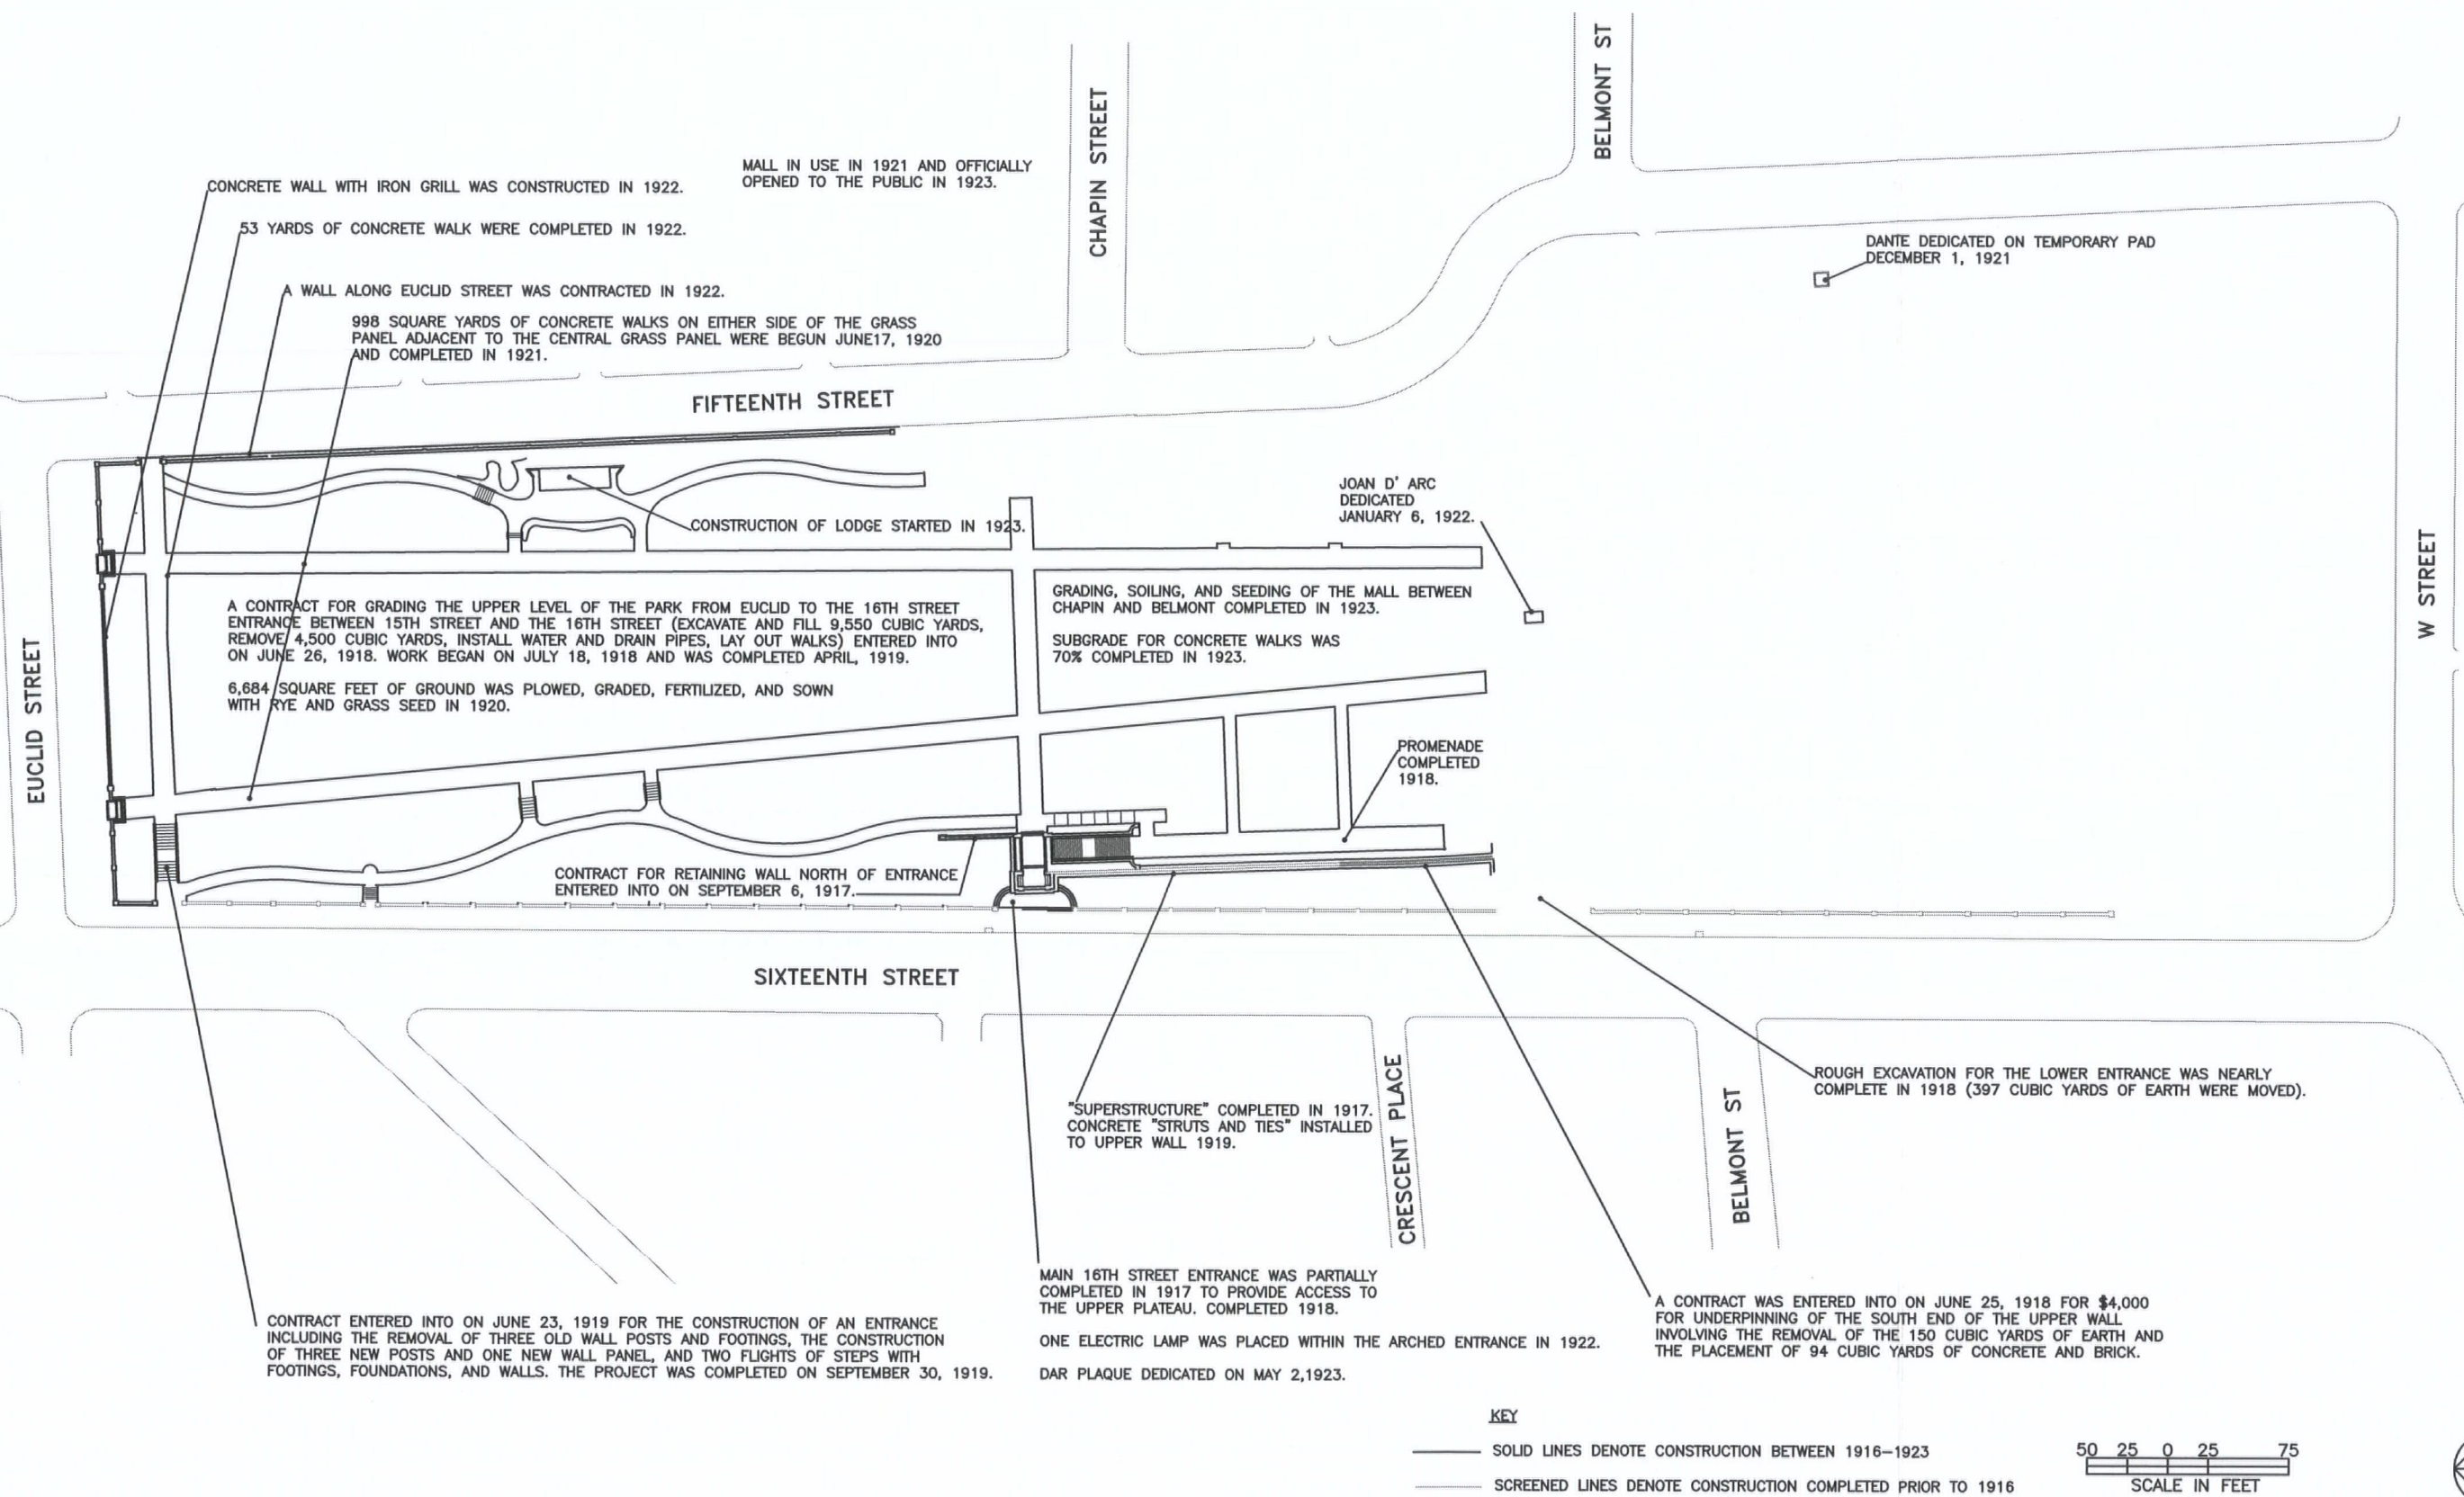 BELMONT ST
CHAPIN STREET
MALL IN USE IN 1921 AND OFFICIALLY
OPENED TO THE PUBLIC IN 1923.
CONCRETE WALL WITH IRON GRILL WAS CONSTRUCTED IN 1922.
53 YARDS OF CONCRETE WALK WERE COMPLETED IN 1922.
DANTE DEDICATED ON TEMPORARY PAD
DECEMBER 1, 1921
A WALL ALONG EUCLID STREET WAS CONTRACTED IN 1922.
998 SQUARE YARDS OF CONCRETE WALKS ON EITHER SIDE OF THE GRASS
PANEL ADJACENT TO THE CENTRAL GRASS PANEL WERE BEGUN JUNE17, 1920
AND COMPLETED IN 1921.
FIFTEENTH STREET
JOAN D' ARC
DEDICATED
JANUARY 6, 1922.
CONSTRUCTION OF LODGE STARTED IN 1923.
W STREET
EUCLID STREET
A CONTRACT FOR GRADING THE UPPER LEVEL OF THE PARK FROM EUCLID TO THE 16TH STREET
ENTRANCE BETWEEN 15TH STREET AND THE 16TH STREET (EXCAVATE AND FILL 9,550 CUBIC YARDS,
REMOVE 4,500 CUBIC YARDS, INSTALL WATER AND DRAIN PIPES, LAY OUT WALKS) ENTERED INTO
ON JUNE 26, 1918. WORK BEGAN ON JULY 18, 1918 AND WAS COMPLETED APRIL, 1919.
6,684 SQUARE FEET OF GROUND WAS PLOWED, GRADED, FERTILIZED, AND SOWN
WITH RYE AND GRASS SEED IN 1920.
GRADING, SOILING, AND SEEDING OF THE MALL BETWEEN
CHAPIN AND BELMONT COMPLETED IN 1923.
SUBGRADE FOR CONCRETE WALKS WAS
70% COMPLETED IN 1923.
PROMENADE
COMPLETED
1918.
CONTRACT FOR RETAINING WALL NORTH OF ENTRANCE
ENTERED INTO ON SEPTEMBER 6, 1917.
SIXTEENTH STREET
CRESCENT PLACE
BELMONT ST
ROUGH EXCAVATION FOR THE LOWER ENTRANCE WAS NEARLY
COMPLETE IN 1918 (397 CUBIC YARDS OF EARTH WERE MOVED).
"SUPERSTRUCTURE" COMPLETED IN 1917.
CONCRETE "STRUTS AND TIES" INSTALLED
TO UPPER WALL 1919.
MAIN 16TH STREET ENTRANCE WAS PARTIALLY
COMPLETED IN 1917 TO PROVIDE ACCESS TO
THE UPPER PLATEAU. COMPLETED 1918.
ONE ELECTRIC LAMP WAS PLACED WITHIN THE ARCHED ENTRANCE IN 1922.
DAR PLAQUE DEDICATED ON MAY 2,1923.
CONTRACT ENTERED INTO ON JUNE 23, 1919 FOR THE CONSTRUCTION OF AN ENTRANCE
INCLUDING THE REMOVAL OF THREE OLD WALL POSTS AND FOOTINGS, THE CONSTRUCTION
OF THREE NEW POSTS AND ONE NEW WALL PANEL, AND TWO FLIGHTS OF STEPS WITH
FOOTINGS, FOUNDATIONS, AND WALLS. THE PROJECT WAS COMPLETED ON SEPTEMBER 30, 1919.
A CONTRACT WAS ENTERED INTO ON JUNE 25, 1918 FOR $4,000
FOR UNDERPINNING OF THE SOUTH END OF THE UPPER WALL
INVOLVING THE REMOVAL OF THE 150 CUBIC YARDS OF EARTH AND
THE PLACEMENT OF 94 CUBIC YARDS OF CONCRETE AND BRICK.
KEY
SOLID LINES DENOTE CONSTRUCTION BETWEEN 1916-1923
SCREENED LINES DENOTE CONSTRUCTION COMPLETED PRIOR TO 1916
50 25 0 25 75
SCALE IN FEET